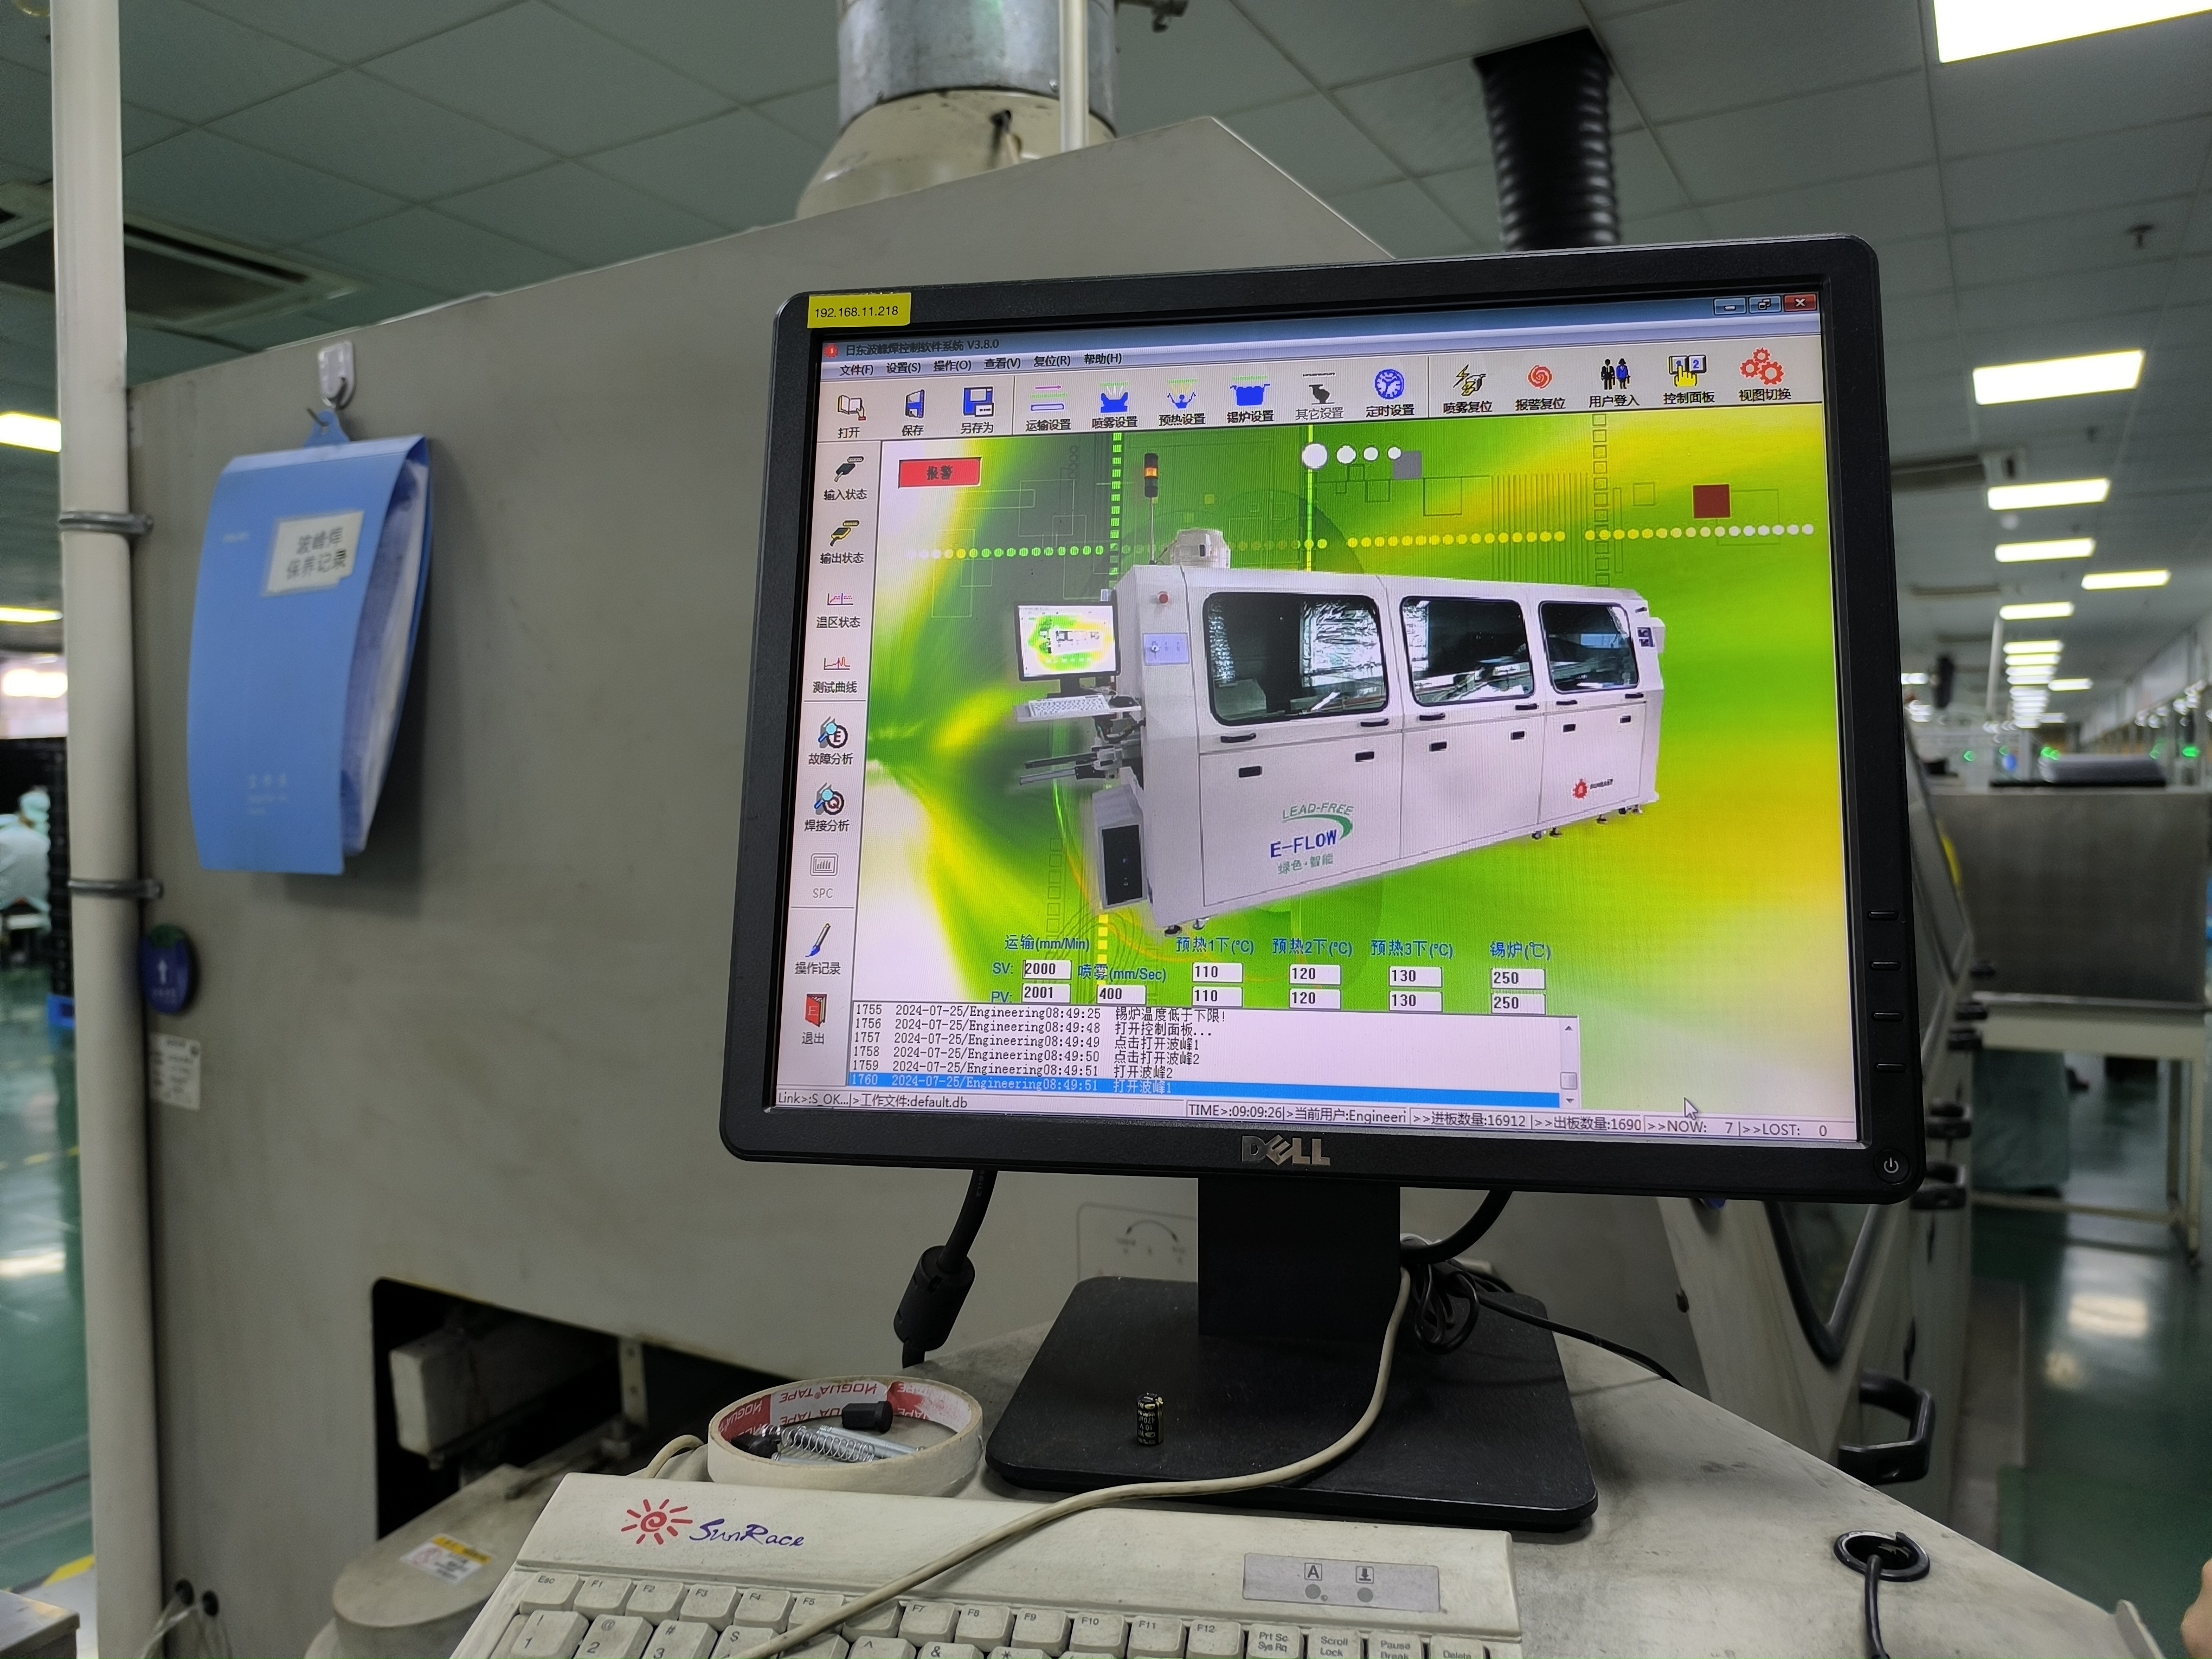 192.168.11.218
日东波峰焊控制软件系统 V3.8.0
文件(F) 设置(S) 操作(O) 查看(V) 复位(R) 帮助(H)
打开 保存 另存为 运输设置 喷雾设置 预热设置 锡炉设置 其它设置 定时设置 喷雾复位 报警复位 用户登入 控制面板 视图切换
报警
输入状态
输出状态
温区状态
测试曲线
故障分析
焊接分析
SPC
操作记录
退出
波峰焊
保养记录
LEAD-FREE
E-FLOW
绿色·智能
运输(mm/Min) 预热1下(℃) 预热2下(℃) 预热3下(℃) 锡炉(℃)
SV: 2000 喷雾(mm/Sec) 110 120 130 250
PV: 2001 400 110 120 130 250
1755 2024-07-25/Engineering08:49:25 锡炉温度低于下限!
1756 2024-07-25/Engineering08:49:48 打开控制面板...
1757 2024-07-25/Engineering08:49:49 点击打开波峰1
1758 2024-07-25/Engineering08:49:50 点击打开波峰2
1759 2024-07-25/Engineering08:49:51 打开波峰2
1760 2024-07-25/Engineering08:49:51 打开波峰1
Link>:S_OK...|>工作文件:default.db TIME>:09:09:26|>当前用户:Engineeri |>>进板数量:16912 |>>出板数量:1690 |>>NOW: 7 |>>LOST: 0
DELL
NOGUA TAPE NOGUA®TAPE
SunRace
A
Esc F1 F2 F3 F4 F5 F7 F8 F9 F10 F11 F12 Prt Sc Scroll Pause Delete
Sys Rq Lock Break
! @ # $ ^ & *
1 2 3